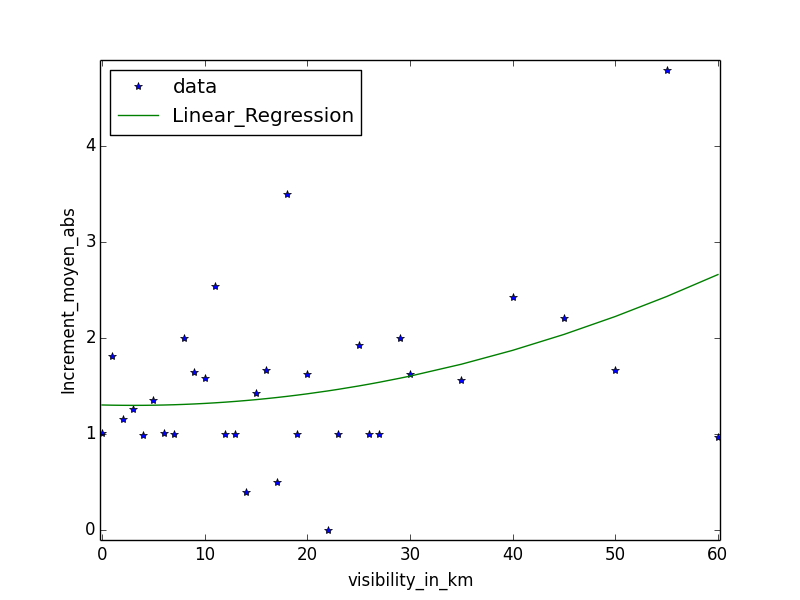 data
Linear_Regression
4
3
2
1
0
Increment_moyen_abs
0 10 20 30 40 50 60
visibility_in_km